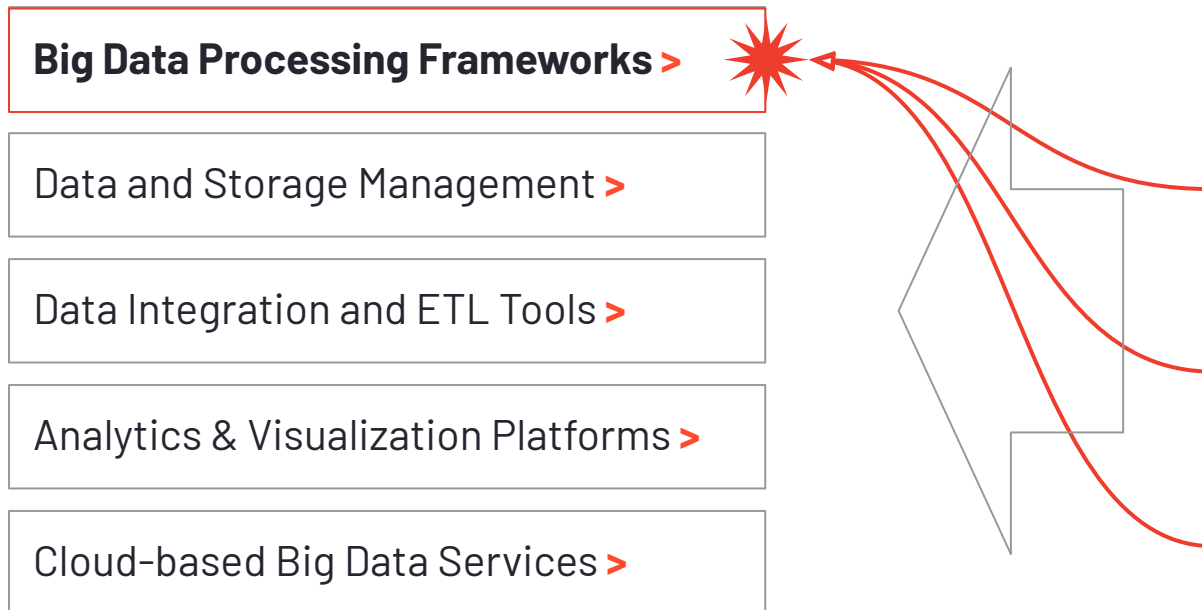 Big Data Processing Frameworks >
Data and Storage Management >
Data Integration and ETL Tools >
Analytics & Visualization Platforms >
Cloud-based Big Data Services >